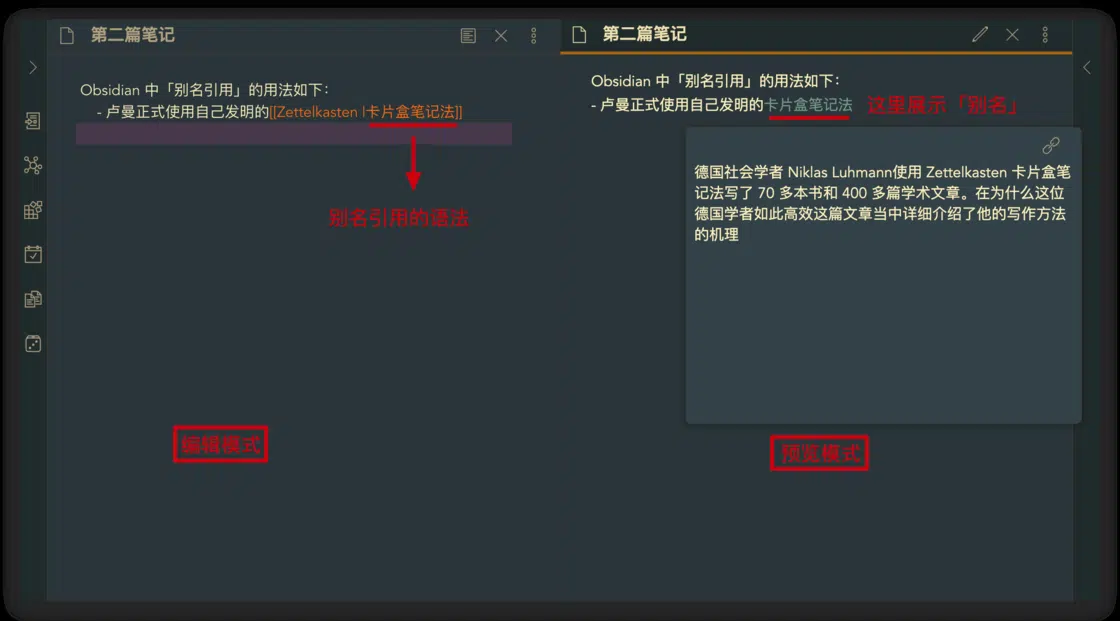 第二篇笔记
Obsidian 中「别名引用」的用法如下：
- 卢曼正式使用自己发明的[[Zettelkasten |卡片盒笔记法]]
别名引用的语法
编辑模式
第二篇笔记
Obsidian 中「别名引用」的用法如下：
- 卢曼正式使用自己发明的卡片盒笔记法 这里展示「别名」
德国社会学者 Niklas Luhmann使用 Zettelkasten 卡片盒笔
记法写了 70 多本书和 400 多篇学术文章。在为什么这位
德国学者如此高效这篇文章当中详细介绍了他的写作方法
的机理
预览模式